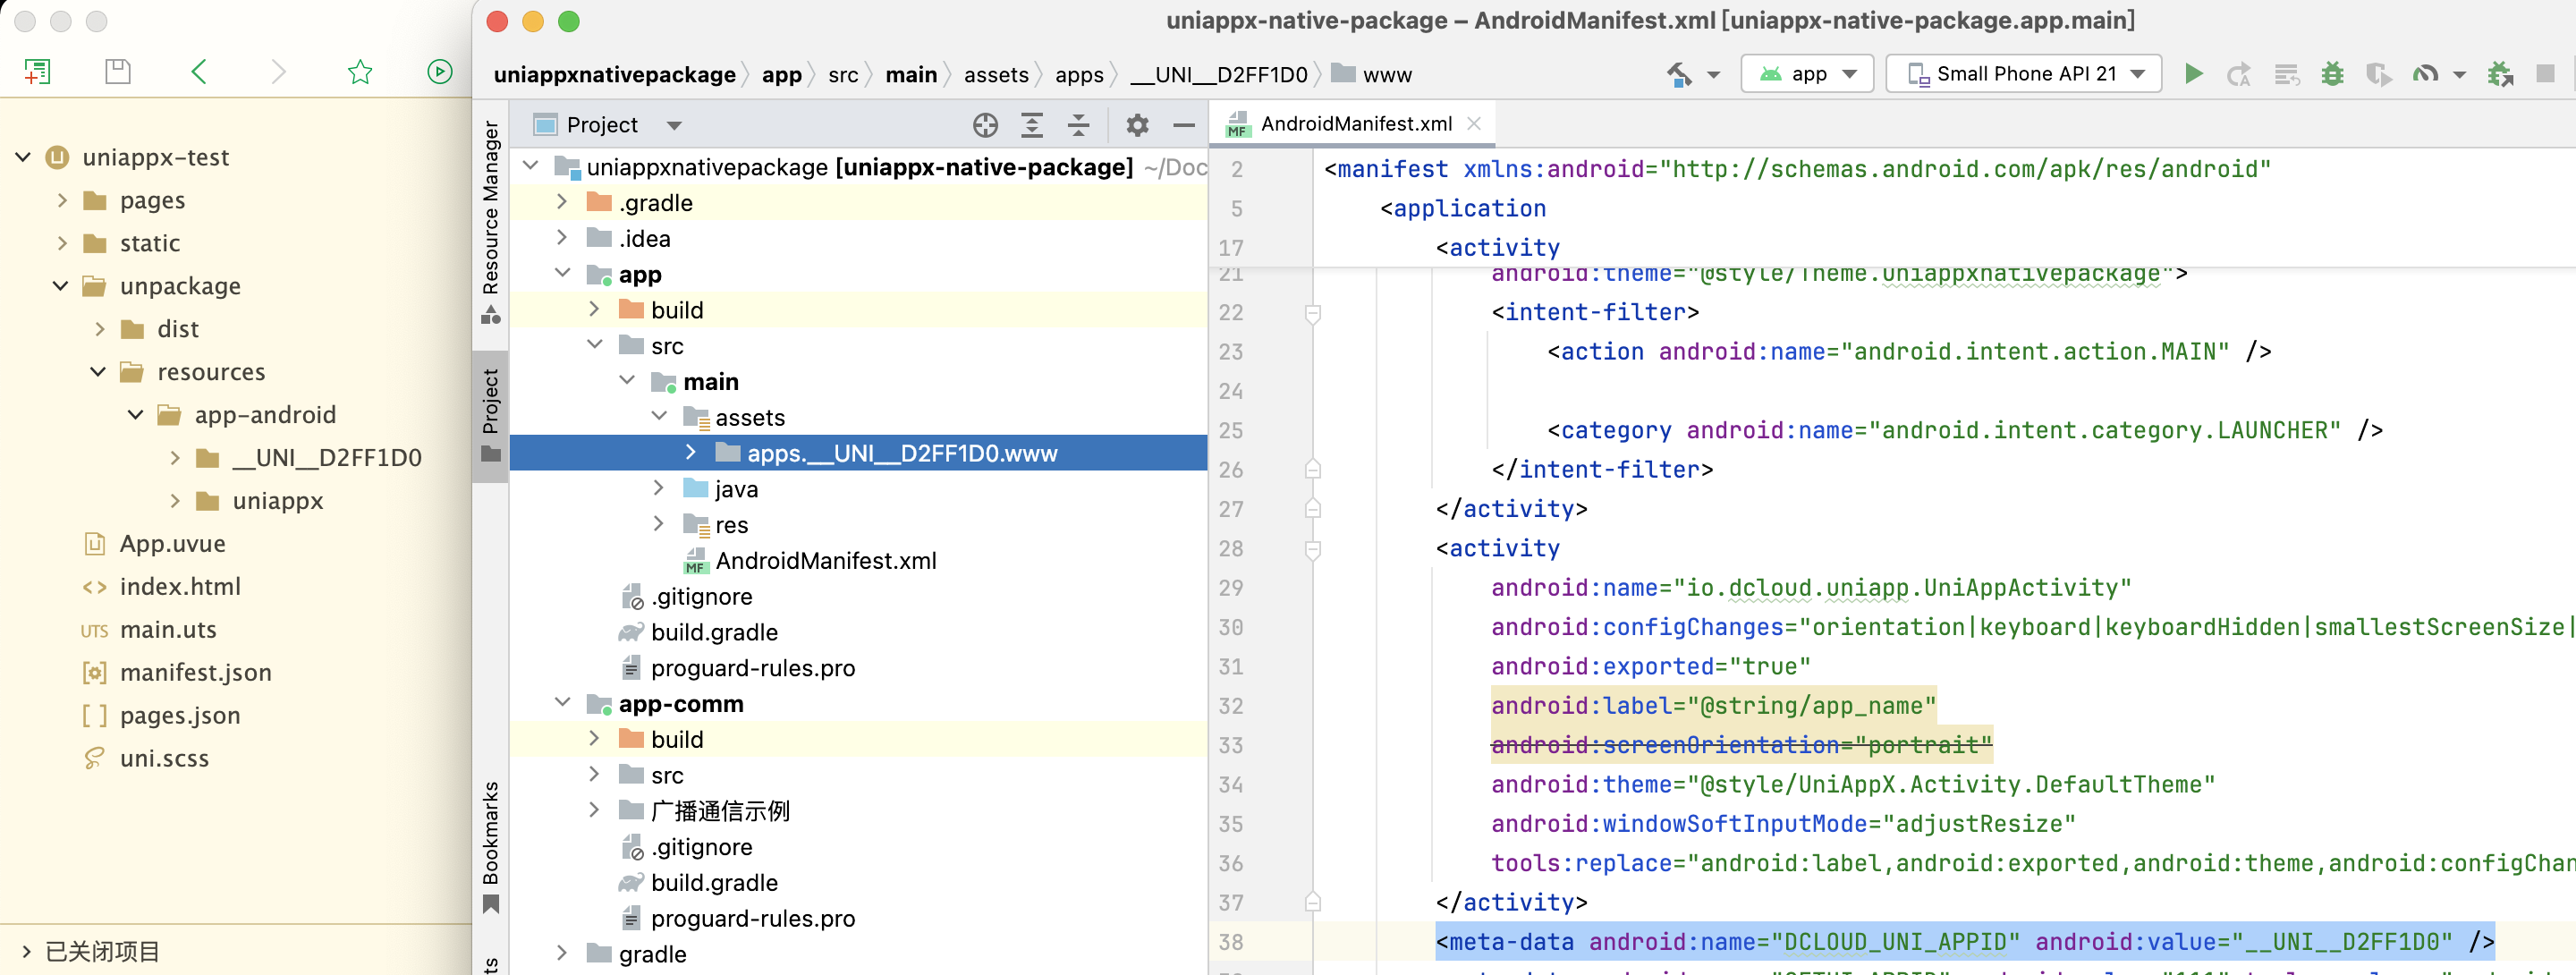 uniappx-test
pages
static
unpackage
dist
resources
app-android
__UNI__D2FF1D0
uniappx
App.uvue
index.html
UTS main.uts
manifest.json
pages.json
uni.scss
已关闭项目
uniappx-native-package – AndroidManifest.xml [uniappx-native-package.app.main]
uniappxnativepackage app src main assets apps __UNI__D2FF1D0 www
app
Small Phone API 21
Resource Manager
Project
Bookmarks
Project
uniappxnativepackage [uniappx-native-package] ~/Doc
.gradle
.idea
app
build
src
main
assets
apps.__UNI__D2FF1D0.www
java
res
MF AndroidManifest.xml
.gitignore
build.gradle
proguard-rules.pro
app-comm
build
src
广播通信示例
.gitignore
build.gradle
proguard-rules.pro
gradle
MF AndroidManifest.xml
2 <manifest xmlns:android="http://schemas.android.com/apk/res/android"
5 <application
17 <activity
21 android:theme="@style/Theme.uniappxnativepackage">
22 <intent-filter>
23 <action android:name="android.intent.action.MAIN" />
24
25 <category android:name="android.intent.category.LAUNCHER" />
26 </intent-filter>
27 </activity>
28 <activity
29 android:name="io.dcloud.uniapp.UniAppActivity"
30 android:configChanges="orientation|keyboard|keyboardHidden|smallestScreenSize|
31 android:exported="true"
32 android:label="@string/app_name"
33 android:screenOrientation="portrait"
34 android:theme="@style/UniAppX.Activity.DefaultTheme"
35 android:windowSoftInputMode="adjustResize"
36 tools:replace="android:label,android:exported,android:theme,android:configChan
37 </activity>
38 <meta-data android:name="DCLOUD_UNI_APPID" android:value="__UNI__D2FF1D0" />